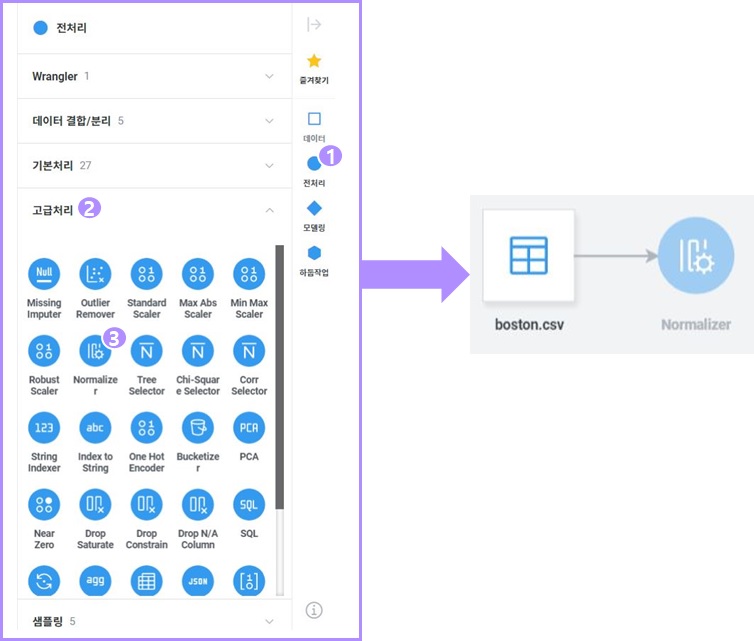 전처리
Wrangler 1
데이터 결합/분리 5
기본처리 27
고급처리 2
Null
Missing
Imputer
Outlier
Remover
Standard
Scaler
Max Abs
Scaler
Min Max
Scaler
3
Robust
Scaler
Normalize
r
N
Tree
Selector
N
Chi-Squar
e Selector
N
Corr
Selector
123
String
Indexer
abc
Index to
String
One Hot
Encoder
Bucketize
r
PCA
PCA
Near
Zero
Drop
Saturate
Drop
Constrain
Drop N/A
Column
SQL
SQL
agg
JSON
샘플링 5
즐겨찾기
데이터
1
전처리
모델링
하둡작업
boston.csv
Normalizer